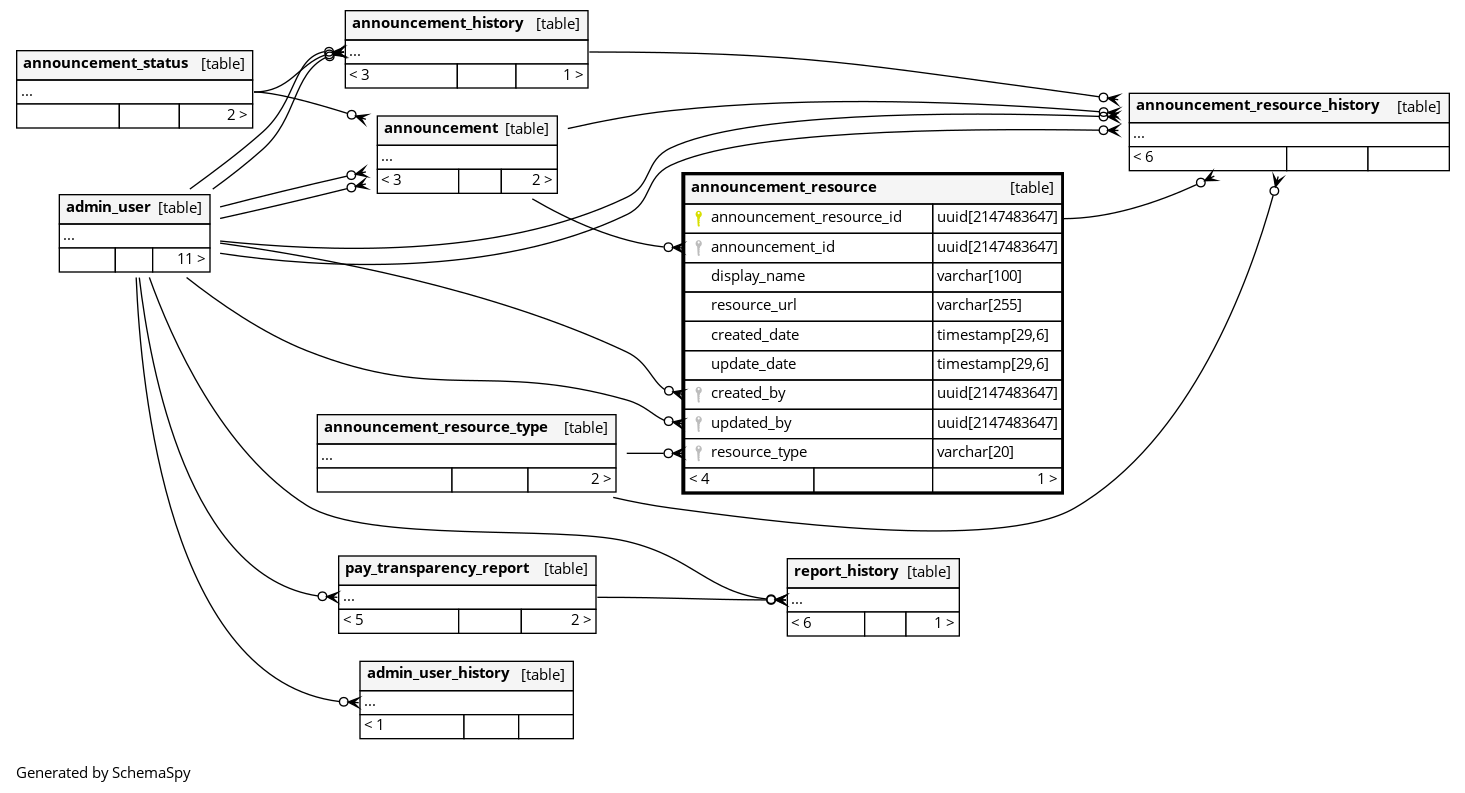 announcement_history [table]
...
< 3 1 >
announcement_status [table]
...
2 >
announcement_resource_history [table]
...
< 6
announcement [table]
...
< 3 2 >
announcement_resource [table]
announcement_resource_id uuid[2147483647]
announcement_id uuid[2147483647]
display_name varchar[100]
resource_url varchar[255]
created_date timestamp[29,6]
update_date timestamp[29,6]
created_by uuid[2147483647]
updated_by uuid[2147483647]
resource_type varchar[20]
< 4 1 >
admin_user [table]
...
11 >
announcement_resource_type [table]
...
2 >
pay_transparency_report [table]
...
< 5 2 >
report_history [table]
...
< 6 1 >
admin_user_history [table]
...
< 1
Generated by SchemaSpy